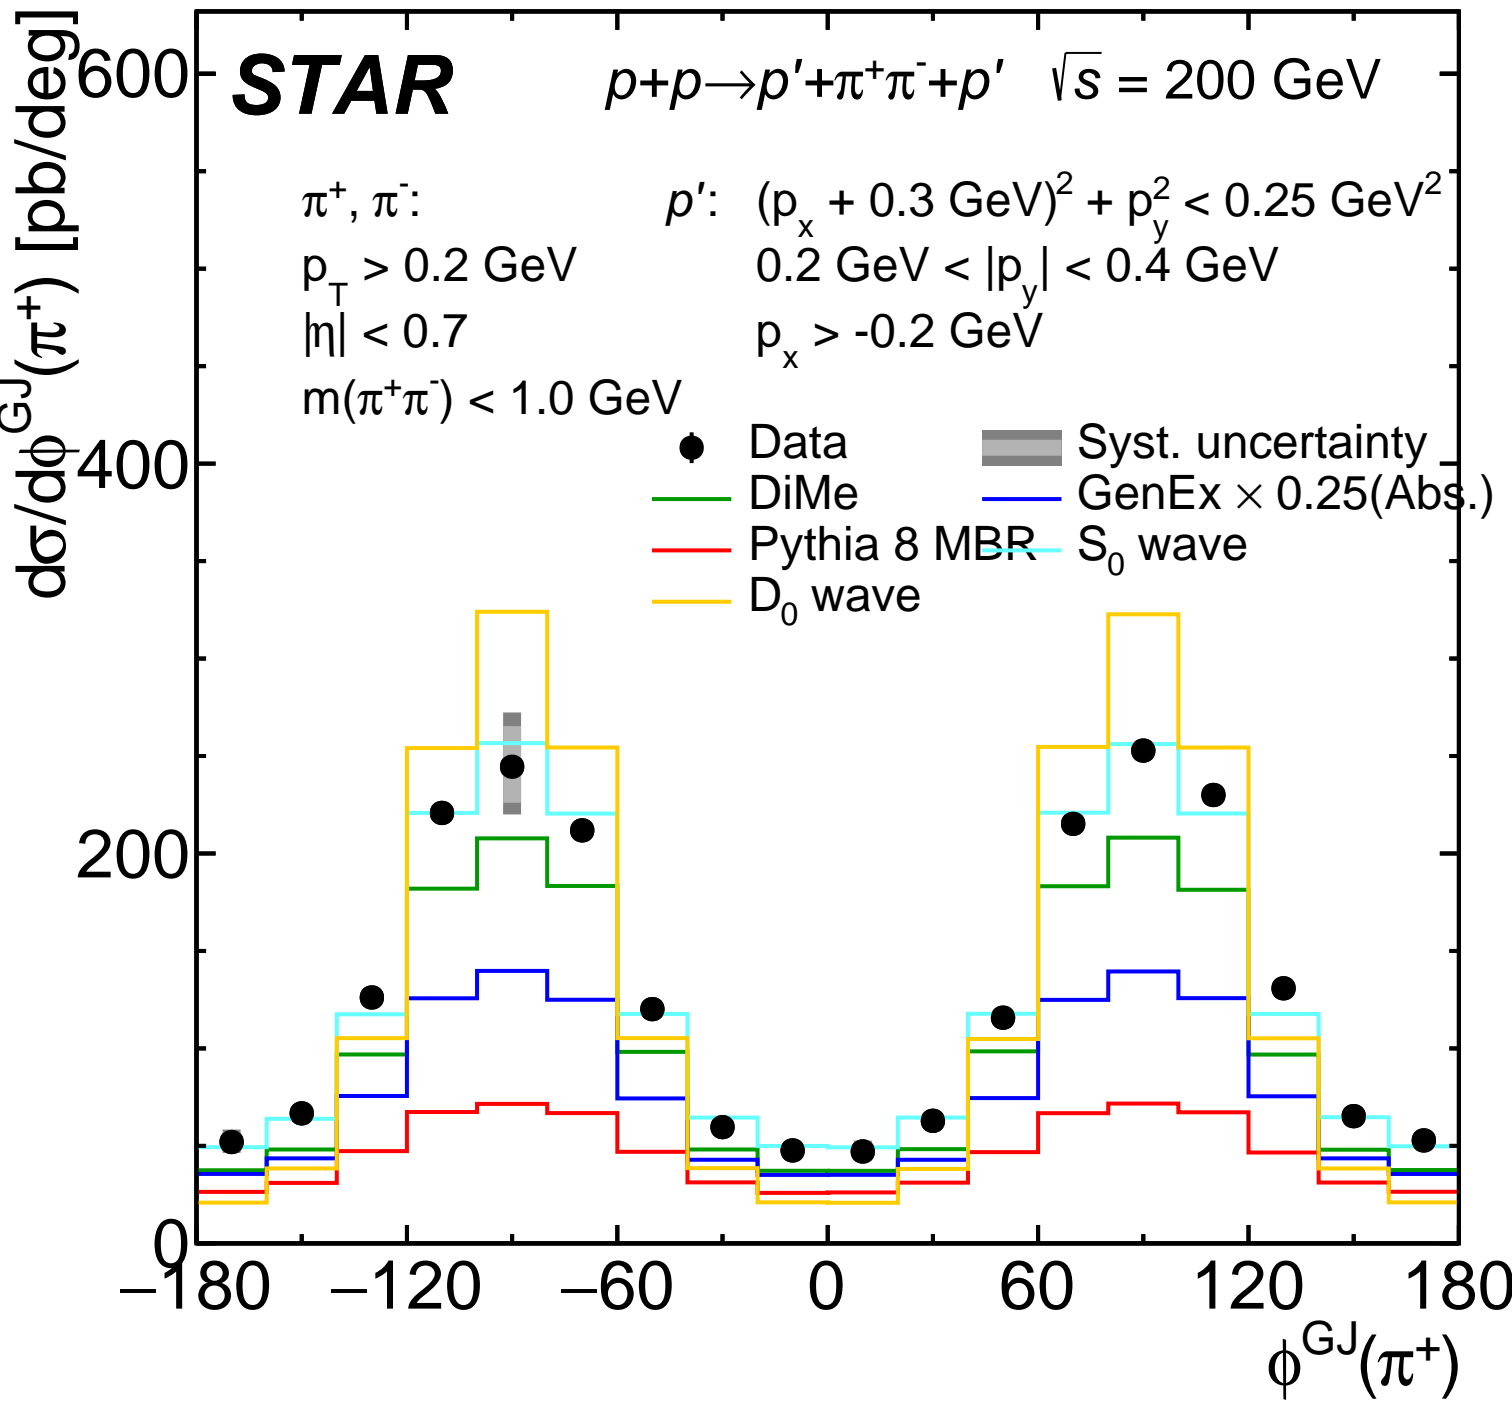 dσ/dϕ^GJ(π⁺) [pb/deg]
600
400
200
0
STAR p+p→p′+π⁺π⁻+p′ √s = 200 GeV
π⁺, π⁻:
p_T > 0.2 GeV
|η| < 0.7
m(π⁺π⁻) < 1.0 GeV
p′: (p_x + 0.3 GeV)² + p_y² < 0.25 GeV²
0.2 GeV < |p_y| < 0.4 GeV
p_x > -0.2 GeV
Data Syst. uncertainty
DiMe GenEx × 0.25(Abs.)
Pythia 8 MBR S₀ wave
D₀ wave
−180 −120 −60 0 60 120 180
ϕ^GJ(π⁺)